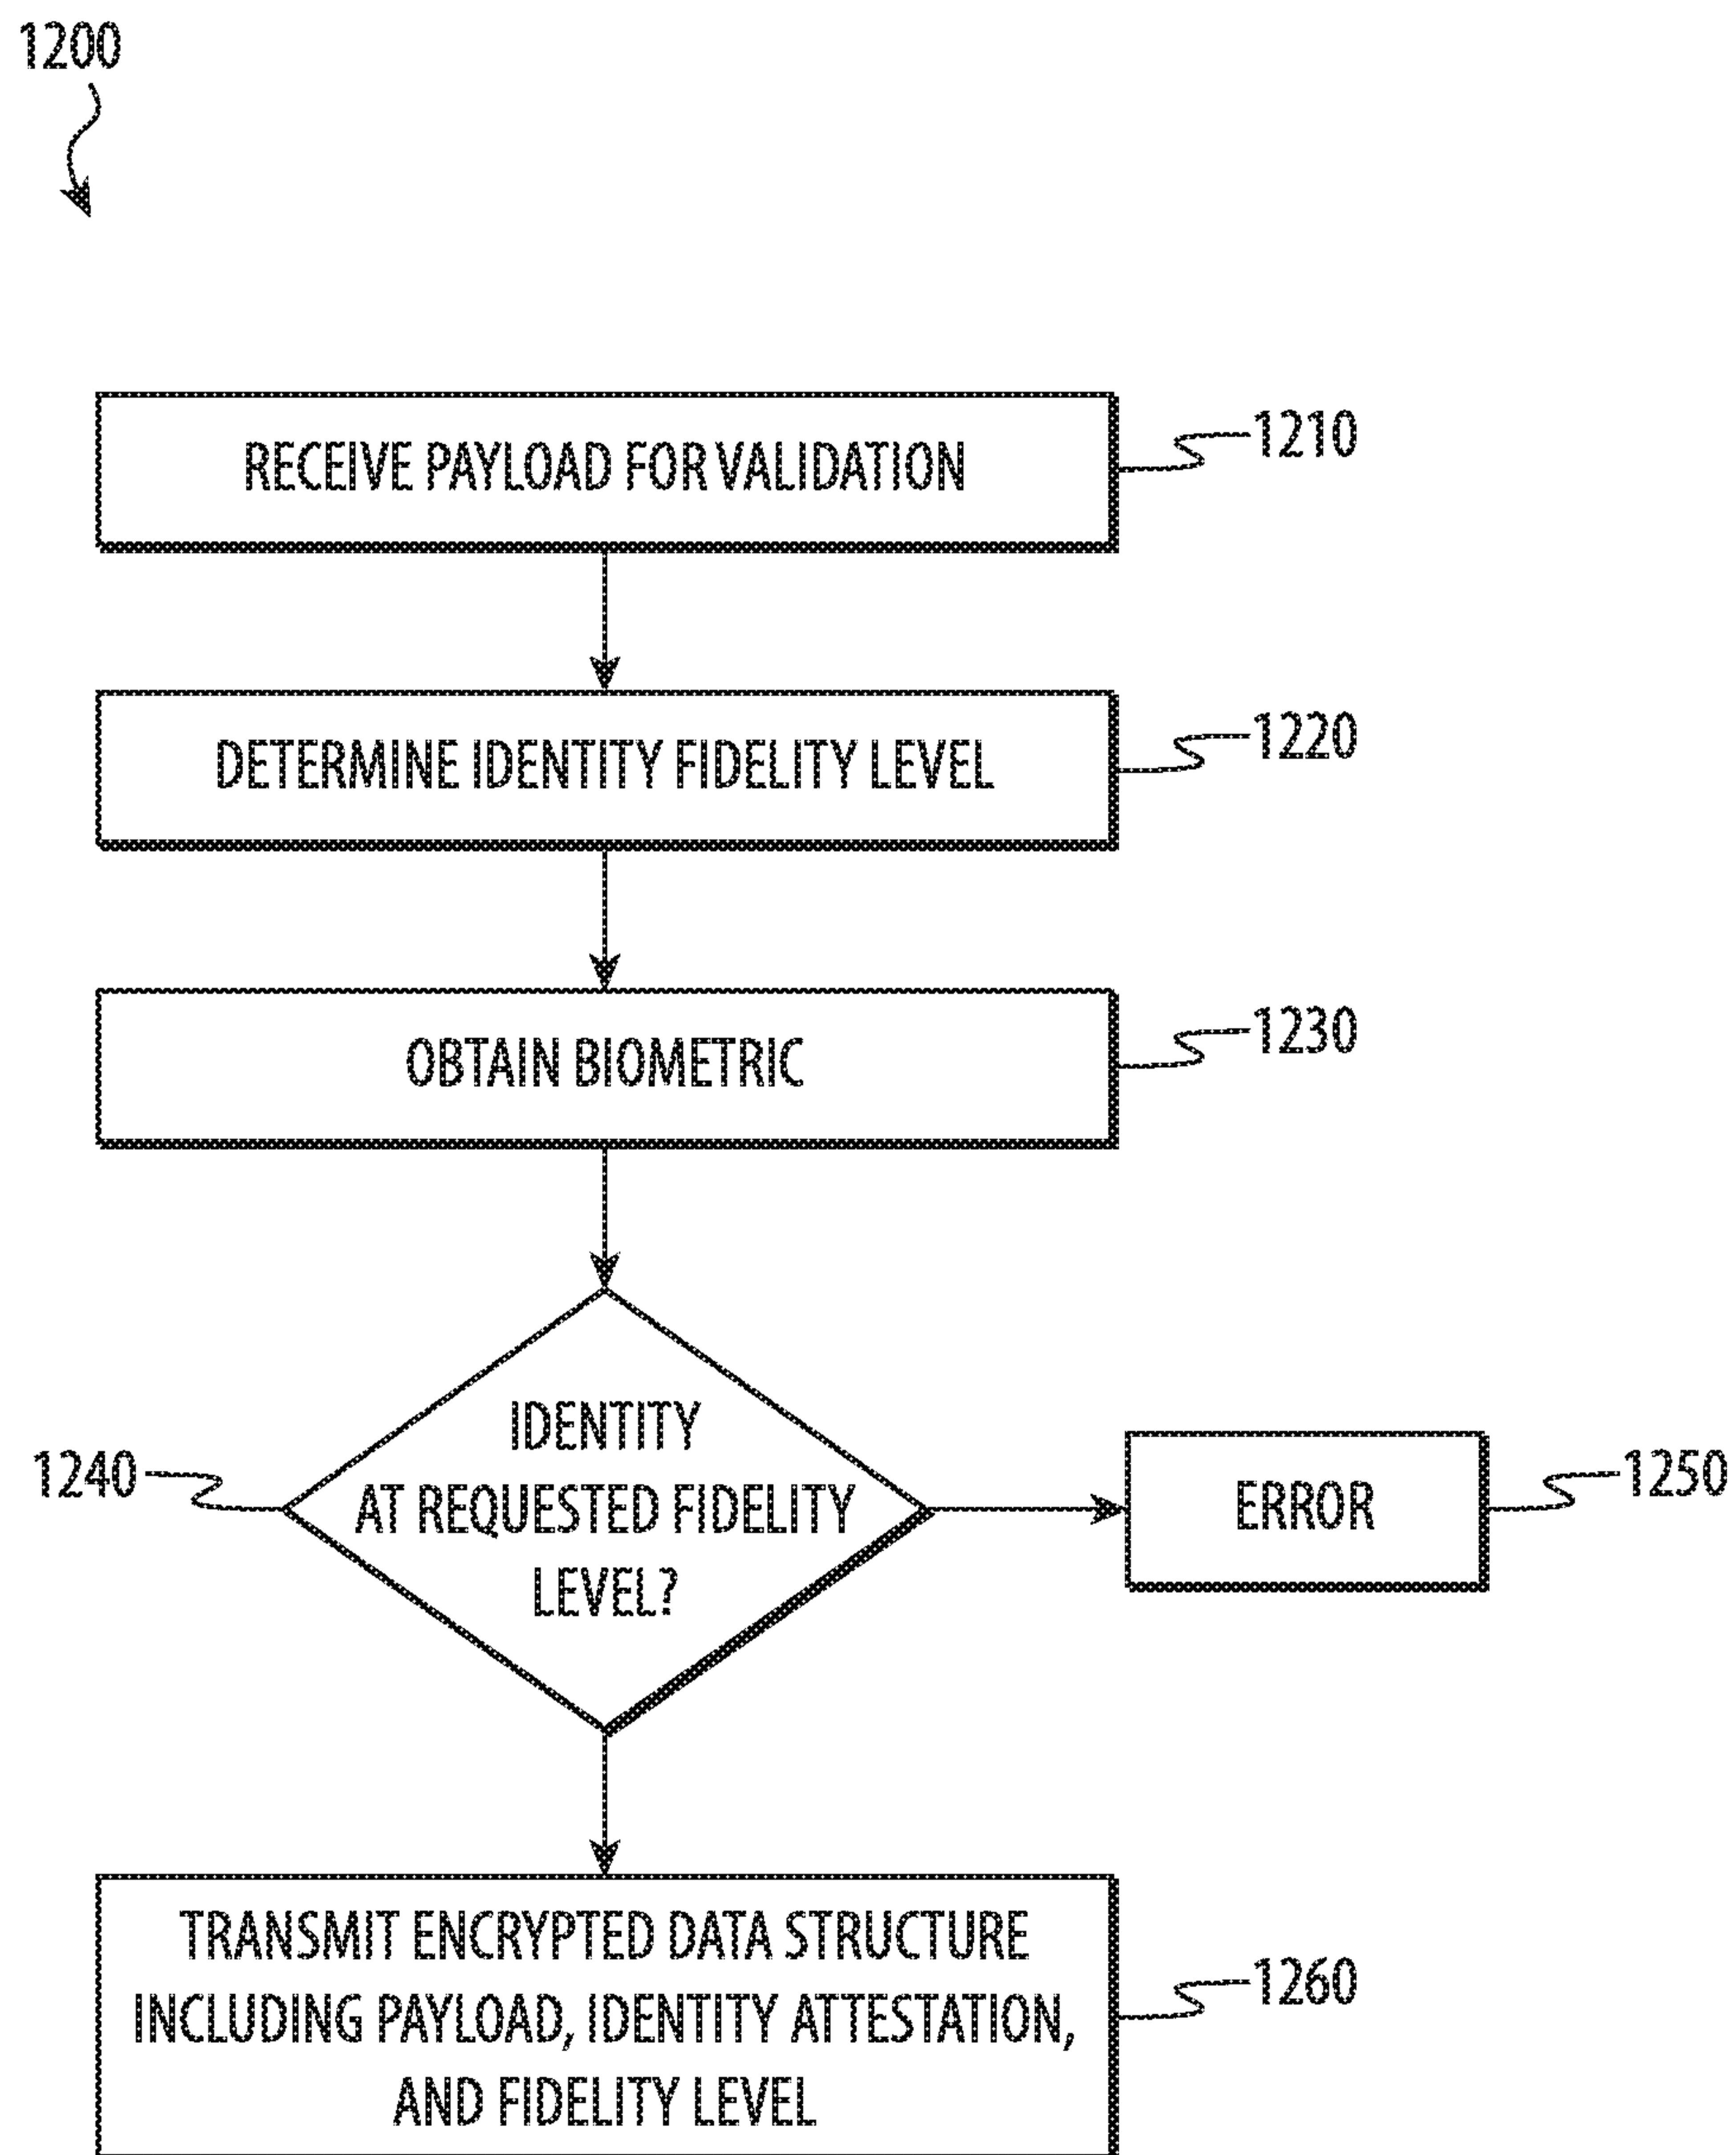 1200
RECEIVE PAYLOAD FOR VALIDATION
1210
DETERMINE IDENTITY FIDELITY LEVEL
1220
OBTAIN BIOMETRIC
1230
IDENTITY
AT REQUESTED FIDELITY
LEVEL?
1240
ERROR
1250
TRANSMIT ENCRYPTED DATA STRUCTURE
INCLUDING PAYLOAD, IDENTITY ATTESTATION,
AND FIDELITY LEVEL
1260